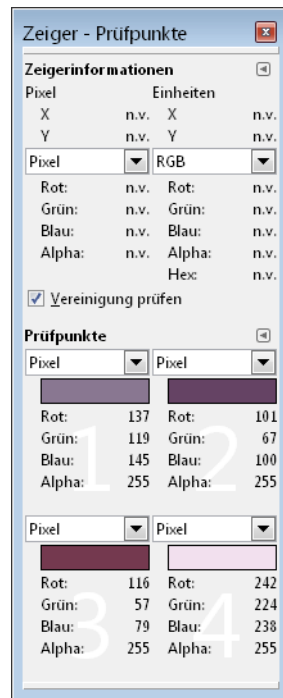 Zeiger - Prüfpunkte
Zeigerinformationen
Pixel Einheiten
X n.v. X n.v.
Y n.v. Y n.v.
Pixel RGB
Rot: n.v. Rot: n.v.
Grün: n.v. Grün: n.v.
Blau: n.v. Blau: n.v.
Alpha: n.v. Alpha: n.v.
Hex: n.v.
Vereinigung prüfen
Prüfpunkte
Pixel Pixel
Rot: 137 Rot: 101
Grün: 119 Grün: 67
Blau: 145 Blau: 100
Alpha: 255 Alpha: 255
1 2
Pixel Pixel
Rot: 116 Rot: 242
Grün: 57 Grün: 224
Blau: 79 Blau: 238
Alpha: 255 Alpha: 255
3 4